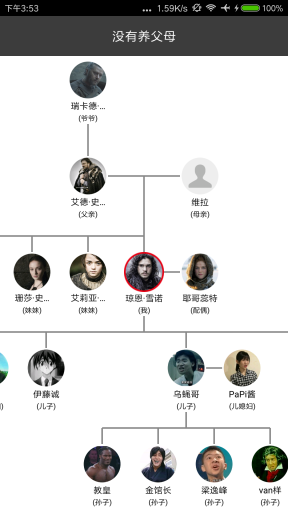 下午3:53
... 1.59K/s 100%
没有养父母
瑞卡德·史...
(爷爷)
艾德·史...
(父亲)
维拉
(母亲)
珊莎·史...
(妹妹)
艾莉亚·...
(妹妹)
琼恩·雪诺
(我)
耶哥蕊特
(配偶)
伊藤诚
(儿子)
乌蝇哥
(儿子)
PaPi酱
(儿媳妇)
教皇
(孙子)
金馆长
(孙子)
梁逸峰
(孙子)
van样
(孙子)